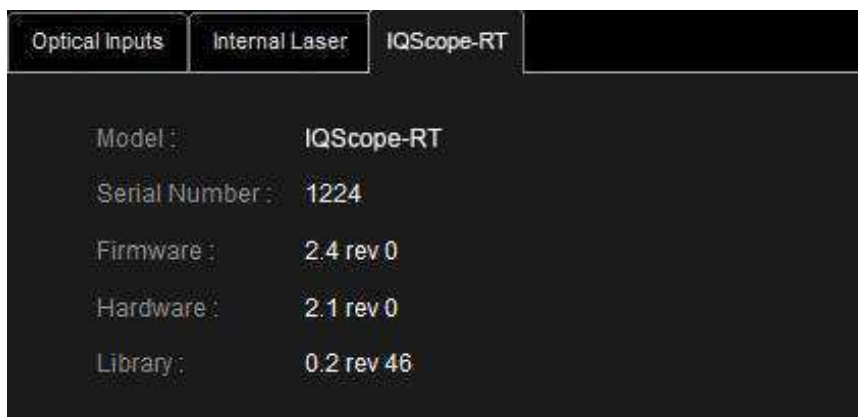 Optical Inputs Internal Laser IQScope-RT
Model : IQScope-RT
Serial Number : 1224
Firmware : 2.4 rev 0
Hardware : 2.1 rev 0
Library : 0.2 rev 46